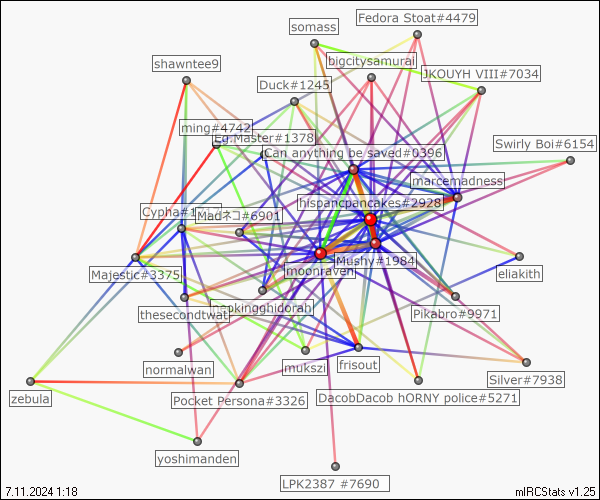 Fedora Stoat#4479
somass
bigcitysamurai
shawntee9
JKOUYH VIII#7034
Duck#1245
ming#4742
Eg.Master#1378
Swirly Boi#6154
Can anything be saved#0396
marcemadness
hispancpancakes#2928
Cypha#1
Madネコ#6901
Mushy#1984
eliakith
Majestic#3375
moonraven
thesecondtwat
hepkingghidorah
Pikabro#9971
normalwan
mukszi
frisout
Silver#7938
zebula
Pocket Persona#3326
DacobDacob hORNY police#5271
yoshimanden
LPK2387 #7690
7.11.2024 1:18
mIRCStats v1.25